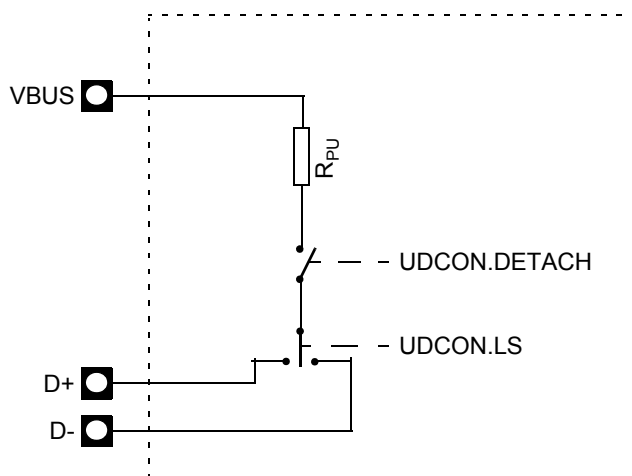 VBUS
RPU
UDCON.DETACH
UDCON.LS
D+
D-